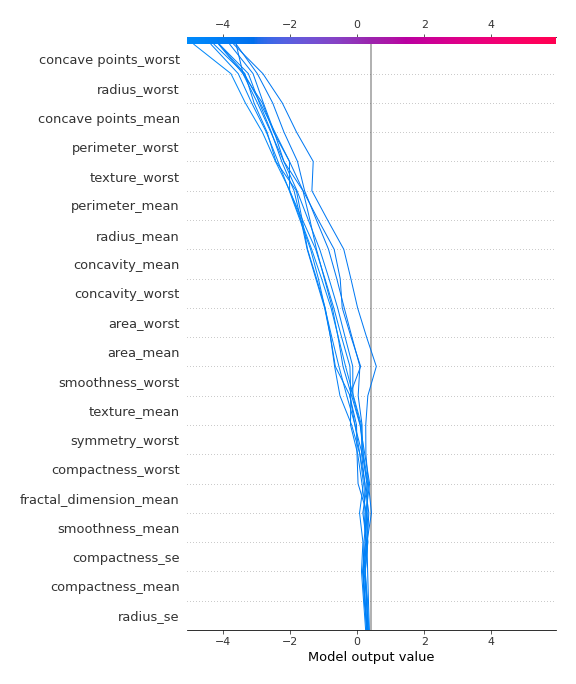 −4 −2 0 2 4
concave points_worst
radius_worst
concave points_mean
perimeter_worst
texture_worst
perimeter_mean
radius_mean
concavity_mean
concavity_worst
area_worst
area_mean
smoothness_worst
texture_mean
symmetry_worst
compactness_worst
fractal_dimension_mean
smoothness_mean
compactness_se
compactness_mean
radius_se
−4 −2 0 2 4
Model output value